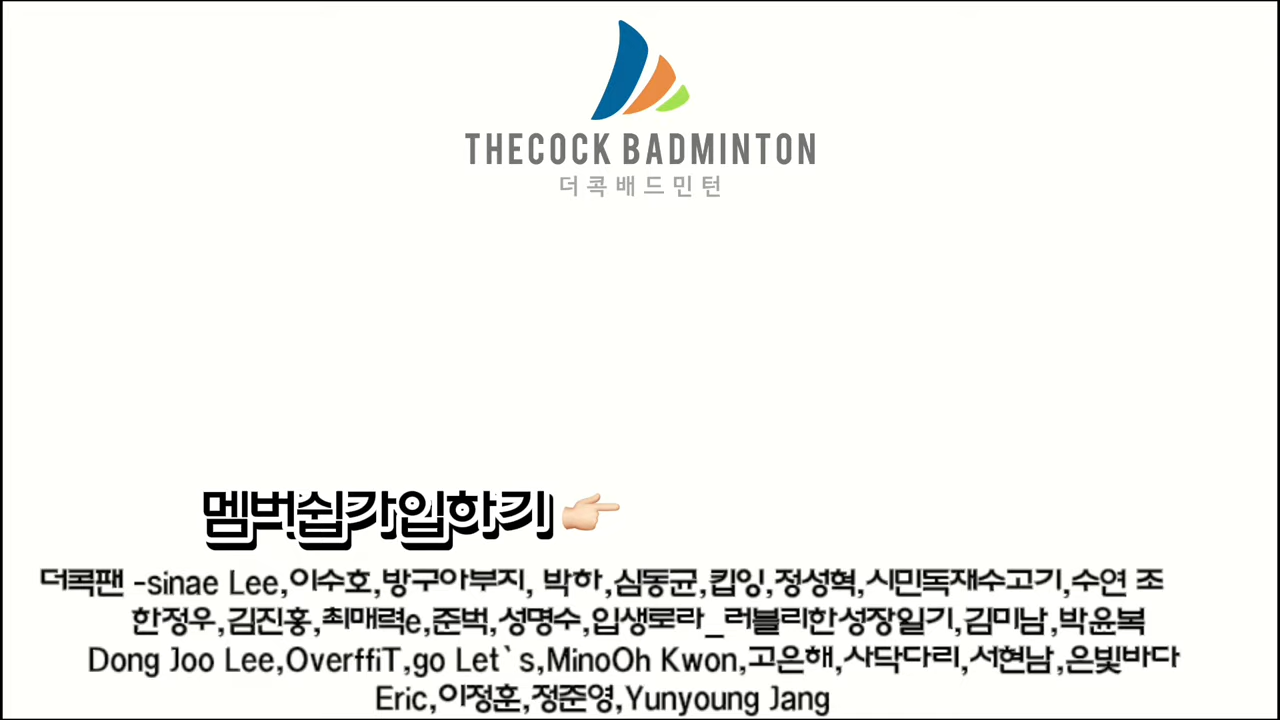 THECOCK BADMINTON
더콕배드민턴
멤버쉽가입하기
더콕팬 -sinae Lee,이수호,방구아부지, 박하,심동균,킵잉,정성혁,시민독재수고기,수연 조
한정우,김진홍,최매력e,준벅,성명수,입생로라_러블리한성장일기,김미남,박윤복
Dong Joo Lee,OverffiT,go Let`s,MinoOh Kwon,고은해,사닥다리,서현남,은빛바다
Eric,이정훈,정준영,Yunyoung Jang